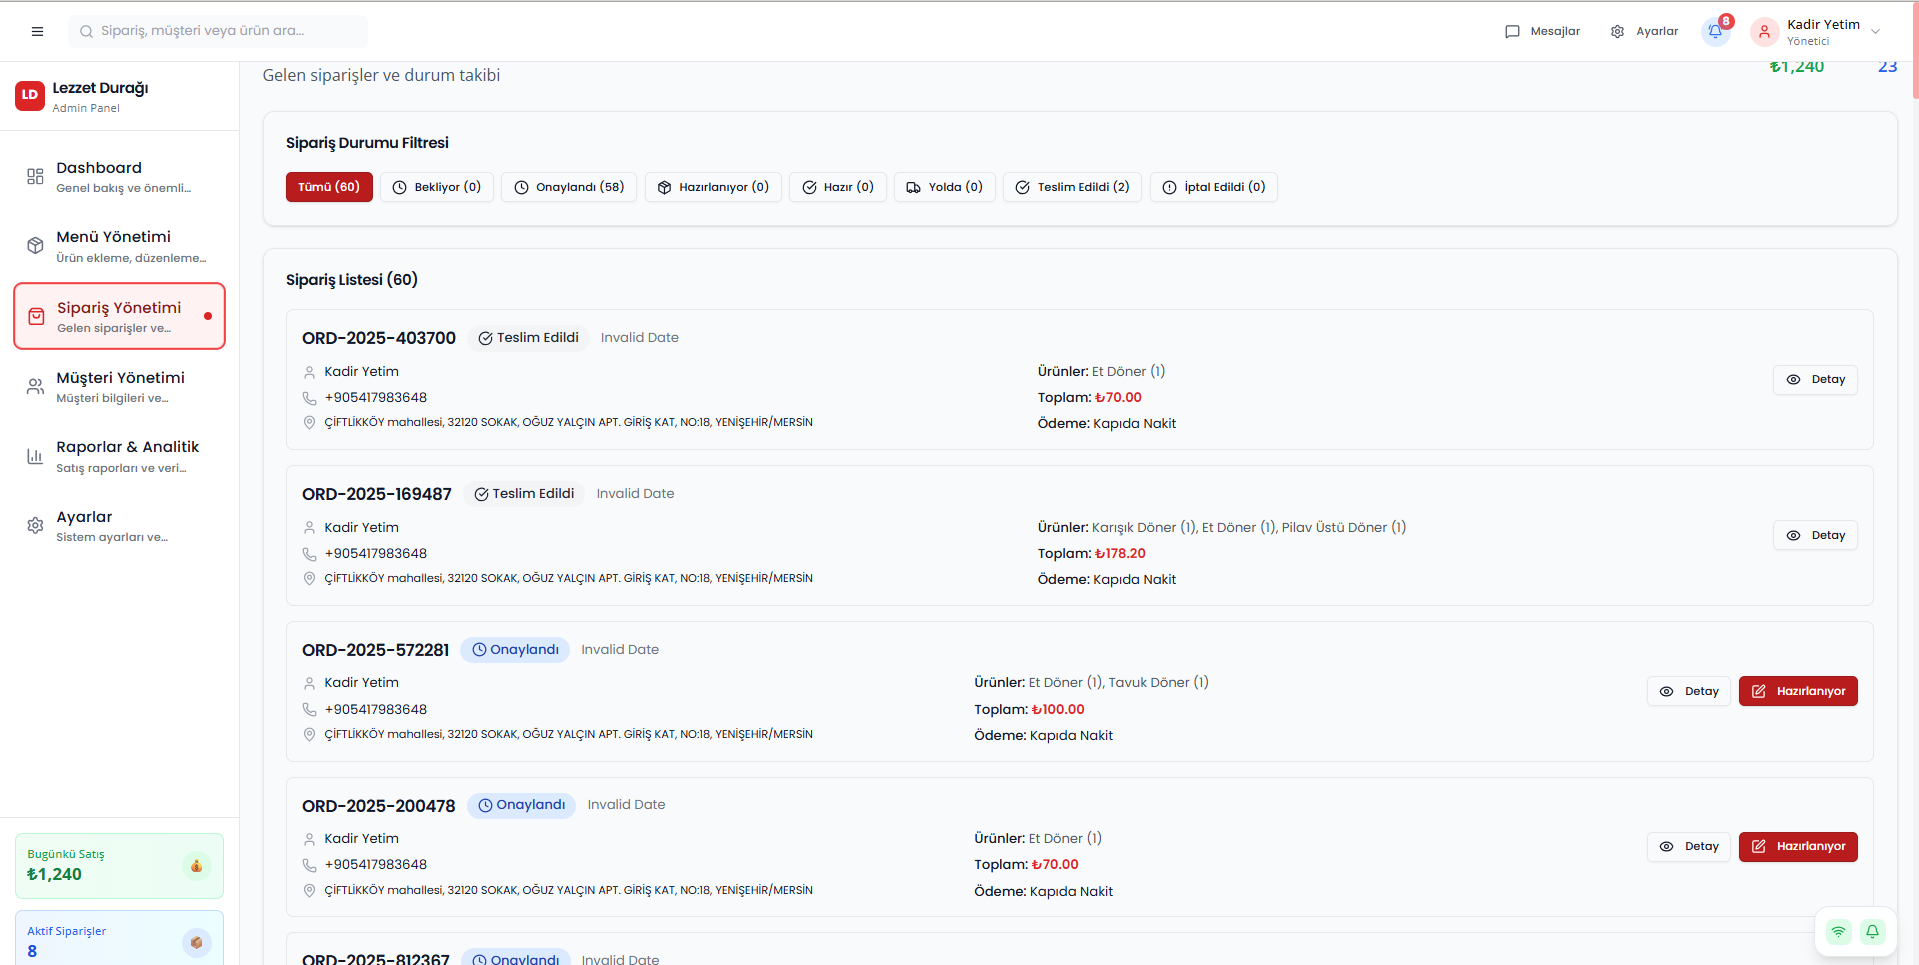 Sipariş, müşteri veya ürün ara...
Mesajlar
Ayarlar
8
Kadir Yetim
Yönetici
LD
Lezzet Durağı
Admin Panel
Dashboard
Genel bakış ve önemli...
Menü Yönetimi
Ürün ekleme, düzenleme...
Sipariş Yönetimi
Gelen siparişler ve...
Müşteri Yönetimi
Müşteri bilgileri ve...
Raporlar & Analitik
Satış raporları ve veri...
Ayarlar
Sistem ayarları ve...
Bugünkü Satış
₺1,240
Aktif Siparişler
8
Gelen siparişler ve durum takibi
₺1,240
23
Sipariş Durumu Filtresi
Tümü (60)
Bekliyor (0)
Onaylandı (58)
Hazırlanıyor (0)
Hazır (0)
Yolda (0)
Teslim Edildi (2)
İptal Edildi (0)
Sipariş Listesi (60)
ORD-2025-403700 Teslim Edildi Invalid Date
Kadir Yetim
+905417983648
ÇİFTLİKKÖY mahallesi, 32120 SOKAK, OĞUZ YALÇIN APT. GİRİŞ KAT, NO:18, YENİŞEHİR/MERSİN
Ürünler: Et Döner (1)
Toplam: ₺70.00
Ödeme: Kapıda Nakit
Detay
ORD-2025-169487 Teslim Edildi Invalid Date
Kadir Yetim
+905417983648
ÇİFTLİKKÖY mahallesi, 32120 SOKAK, OĞUZ YALÇIN APT. GİRİŞ KAT, NO:18, YENİŞEHİR/MERSİN
Ürünler: Karışık Döner (1), Et Döner (1), Pilav Üstü Döner (1)
Toplam: ₺178.20
Ödeme: Kapıda Nakit
Detay
ORD-2025-572281 Onaylandı Invalid Date
Kadir Yetim
+905417983648
ÇİFTLİKKÖY mahallesi, 32120 SOKAK, OĞUZ YALÇIN APT. GİRİŞ KAT, NO:18, YENİŞEHİR/MERSİN
Ürünler: Et Döner (1), Tavuk Döner (1)
Toplam: ₺100.00
Ödeme: Kapıda Nakit
Detay
Hazırlanıyor
ORD-2025-200478 Onaylandı Invalid Date
Kadir Yetim
+905417983648
ÇİFTLİKKÖY mahallesi, 32120 SOKAK, OĞUZ YALÇIN APT. GİRİŞ KAT, NO:18, YENİŞEHİR/MERSİN
Ürünler: Et Döner (1)
Toplam: ₺70.00
Ödeme: Kapıda Nakit
Detay
Hazırlanıyor
ORD-2025-812367 Onaylandı Invalid Date